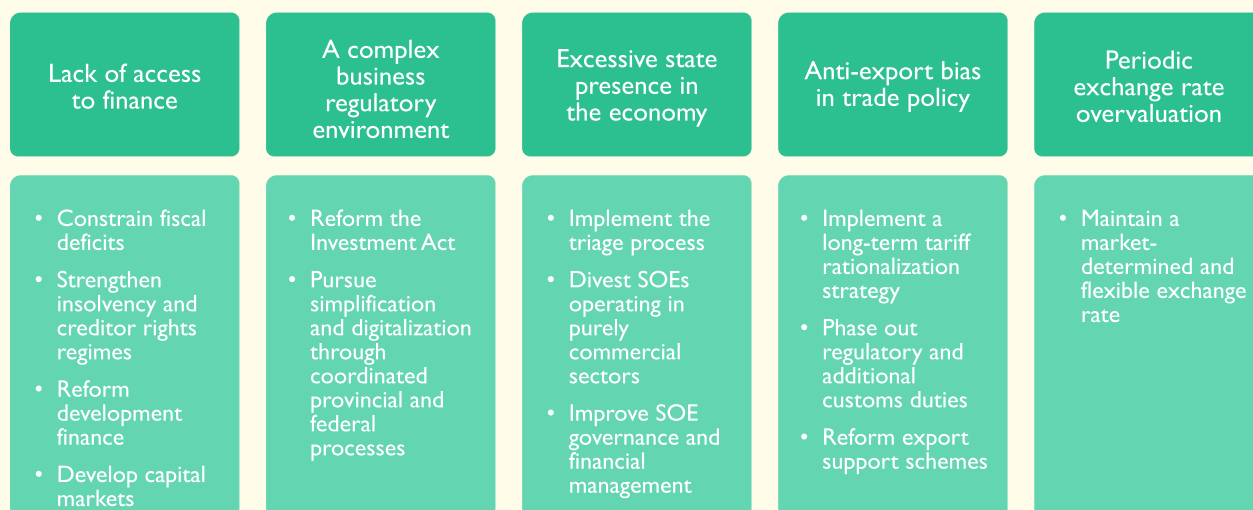 Lack of access
to finance
• Constrain fiscal
deficits
• Strengthen
insolvency and
creditor rights
regimes
• Reform
development
finance
• Develop capital
markets
A complex
business
regulatory
environment
• Reform the
Investment Act
• Pursue
simplification
and digitalization
through
coordinated
provincial and
federal
processes
Excessive state
presence in
the economy
• Implement the
triage process
• Divest SOEs
operating in
purely
commercial
sectors
• Improve SOE
governance and
financial
management
Anti-export bias
in trade policy
• Implement a
long-term tariff
rationalization
strategy
• Phase out
regulatory and
additional
customs duties
• Reform export
support schemes
Periodic
exchange rate
overvaluation
• Maintain a
market-
determined and
flexible exchange
rate